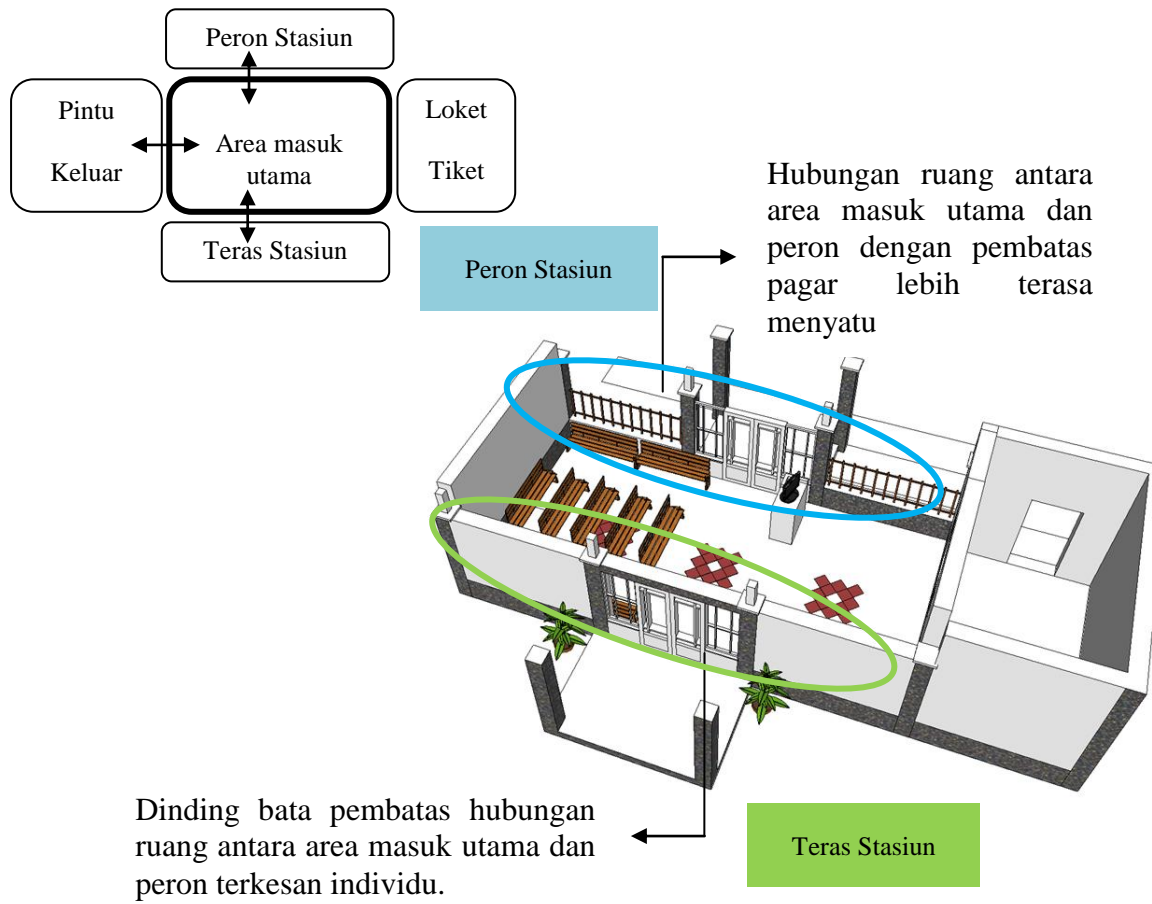 Peron Stasiun
Pintu
Keluar
Area masuk
utama
Loket
Tiket
Teras Stasiun
Peron Stasiun
Hubungan ruang antara
area masuk utama dan
peron dengan pembatas
pagar lebih terasa
menyatu
Dinding bata pembatas hubungan
ruang antara area masuk utama dan
peron terkesan individu.
Teras Stasiun